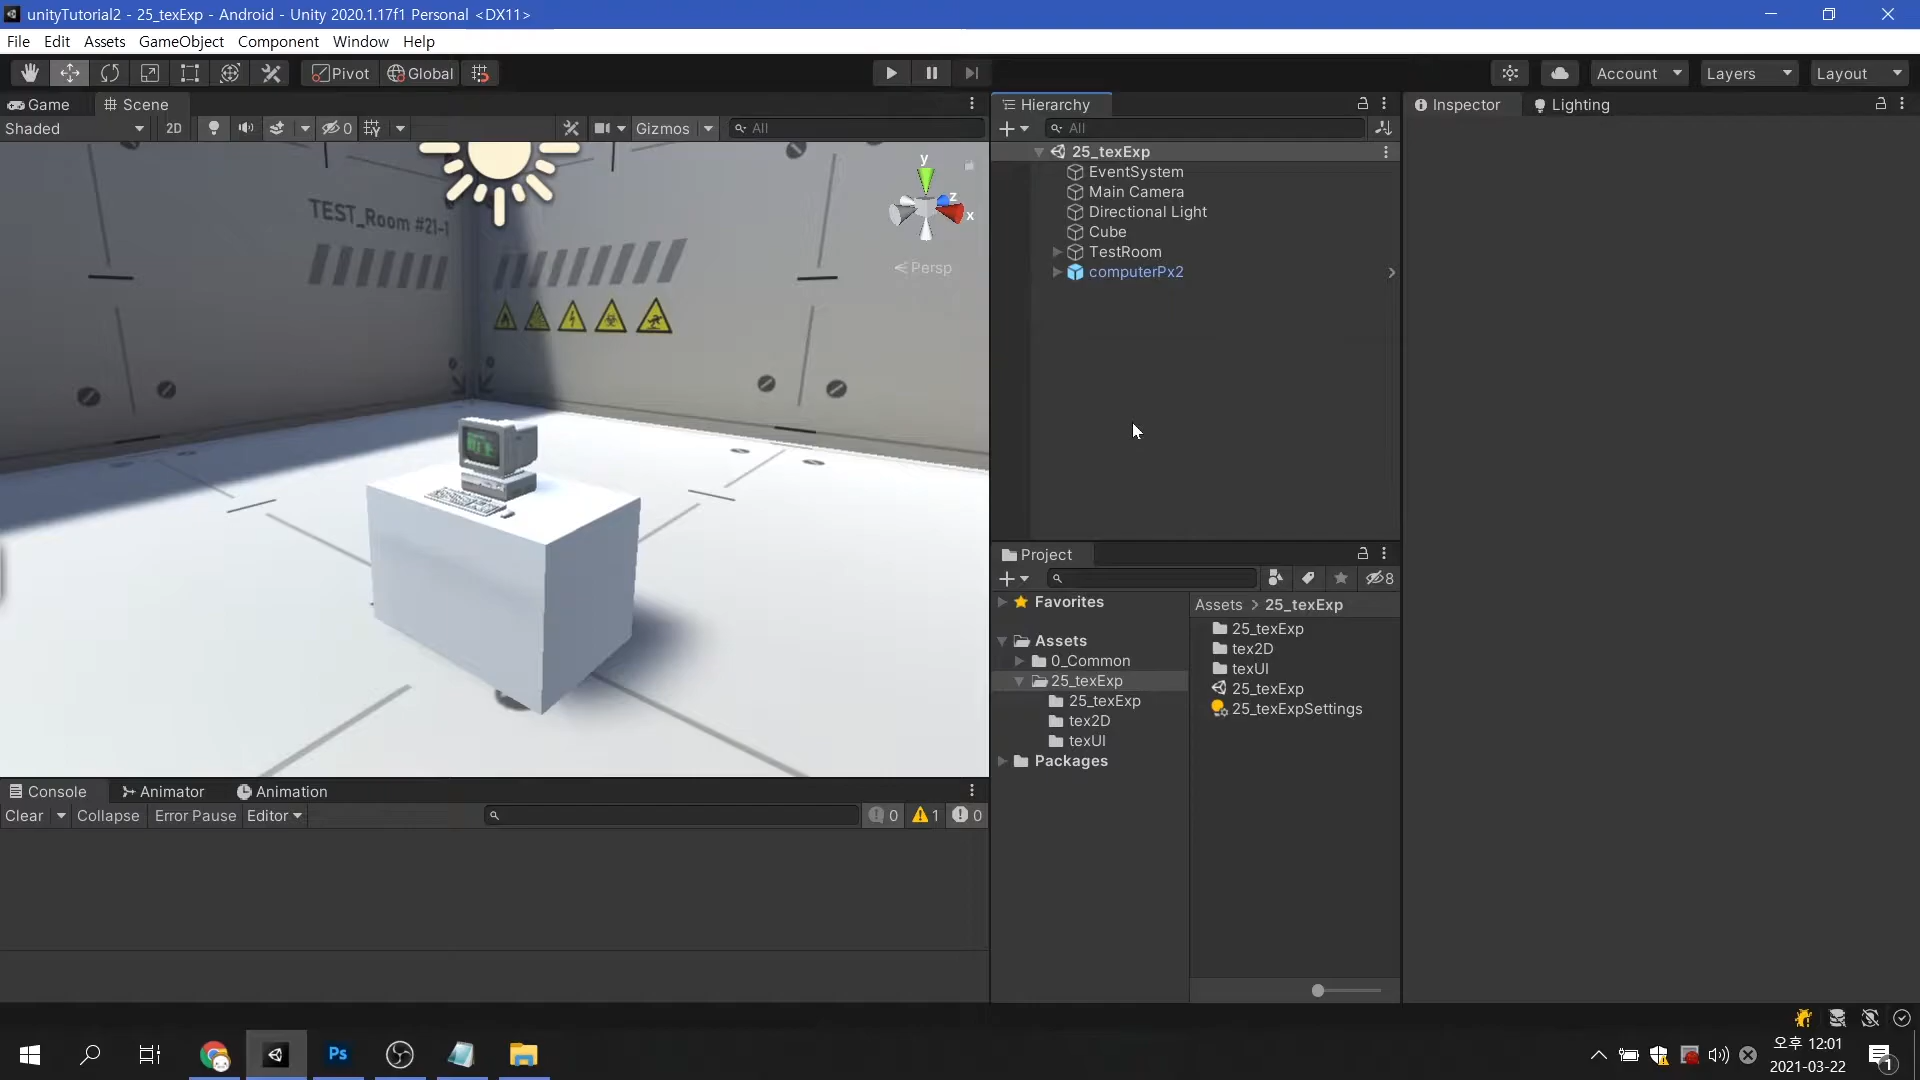 unityTutorial2 - 25_texExp - Android - Unity 2020.1.17f1 Personal <DX11>
File Edit Assets GameObject Component Window Help
Pivot Global Account Layers Layout
Game Scene
Shaded 2D 0 Gizmos All
TEST_Room #21-1
y
z
x
Persp
Hierarchy
All
25_texExp
EventSystem
Main Camera
Directional Light
Cube
TestRoom
computerPx2
Inspector Lighting
Project
8
Favorites
Assets
0_Common
25_texExp
25_texExp
tex2D
texUI
Packages
Assets > 25_texExp
25_texExp
tex2D
texUI
25_texExp
25_texExpSettings
Console Animator Animation
Clear Collapse Error Pause Editor 0 1 0
Ps
오후 12:01
2021-03-22
1